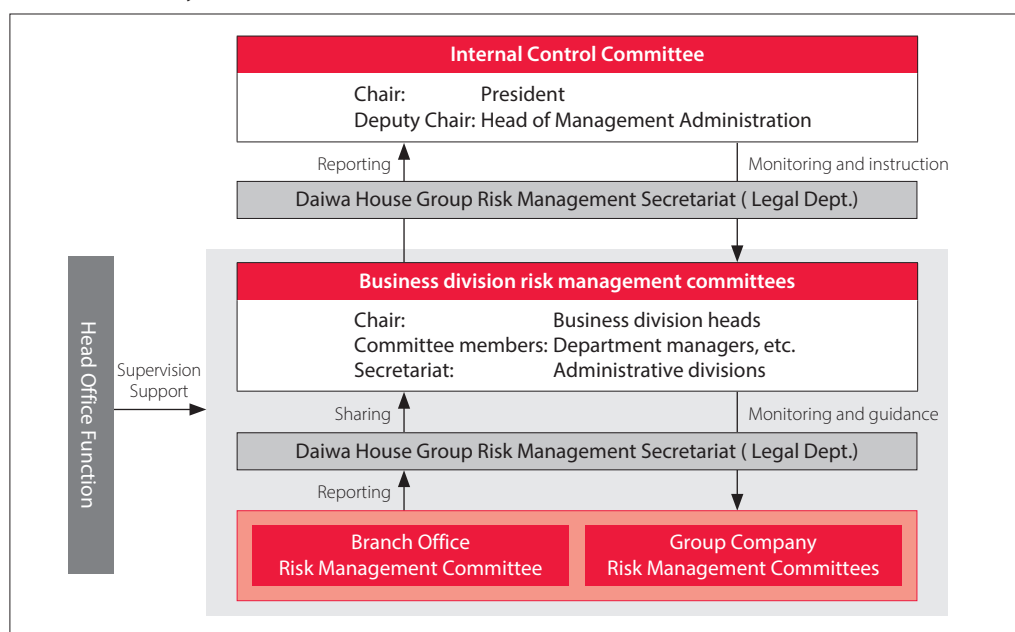 Internal Control Committee
Chair: President
Deputy Chair: Head of Management Administration
Reporting
Monitoring and instruction
Daiwa House Group Risk Management Secretariat ( Legal Dept.)
Business division risk management committees
Chair: Business division heads
Committee members: Department managers, etc.
Secretariat: Administrative divisions
Head Office Function
Supervision
Support
Sharing
Monitoring and guidance
Daiwa House Group Risk Management Secretariat ( Legal Dept.)
Reporting
Branch Office
Risk Management Committee
Group Company
Risk Management Committees